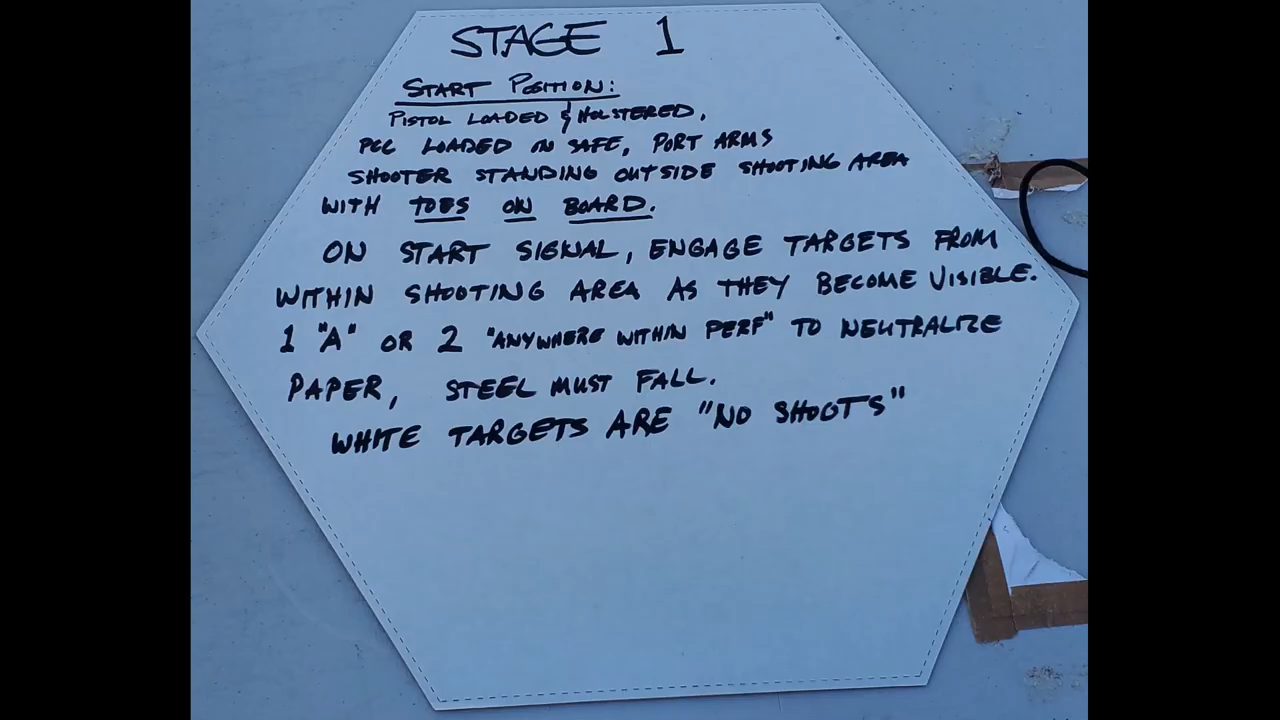 STAGE 1
START POSITION:
PISTOL LOADED & HOLSTERED,
PCC LOADED ON SAFE, PORT ARMS
SHOOTER STANDING OUTSIDE SHOOTING AREA
WITH TOES ON BOARD.
ON START SIGNAL, ENGAGE TARGETS FROM
WITHIN SHOOTING AREA AS THEY BECOME VISIBLE.
1 "A" OR 2 "ANYWHERE WITHIN PERF" TO NEUTRALIZE
PAPER, STEEL MUST FALL.
WHITE TARGETS ARE "NO SHOOTS"